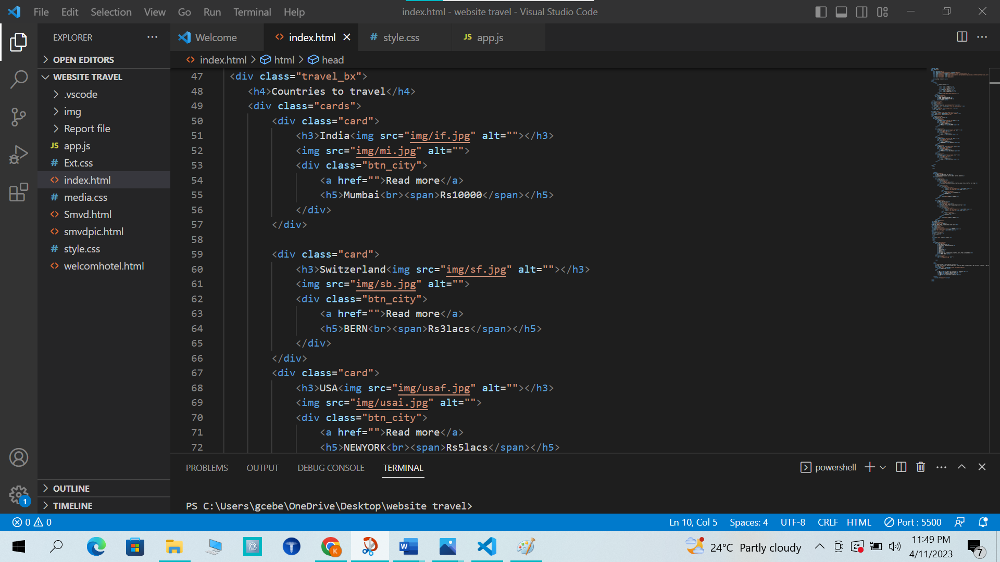 File Edit Selection View Go Run Terminal Help index.html - website travel - Visual Studio Code
EXPLORER
Welcome index.html style.css JS app.js
OPEN EDITORS
index.html > html > head
WEBSITE TRAVEL
.vscode
img
Report file
JS app.js
# Ext.css
<> index.html
# media.css
<> Smvd.html
<> smvdpic.html
# style.css
<> welcomhotel.html
OUTLINE
TIMELINE
47 <div class="travel_bx">
48 <h4>Countries to travel</h4>
49 <div class="cards">
50 <div class="card">
51 <h3>India<img src="img/if.jpg" alt=""></h3>
52 <img src="img/mi.jpg" alt="">
53 <div class="btn_city">
54 <a href="">Read more</a>
55 <h5>Mumbai<br><span>Rs10000</span></h5>
56 </div>
57 </div>
58
59 <div class="card">
60 <h3>Switzerland<img src="img/sf.jpg" alt=""></h3>
61 <img src="img/sb.jpg" alt="">
62 <div class="btn_city">
63 <a href="">Read more</a>
64 <h5>BERN<br><span>Rs3lacs</span></h5>
65 </div>
66 </div>
67 <div class="card">
68 <h3>USA<img src="img/usaf.jpg" alt=""></h3>
69 <img src="img/usai.jpg" alt="">
70 <div class="btn_city">
71 <a href="">Read more</a>
72 <h5>NEWYORK<br><span>Rs5lacs</span></h5>
PROBLEMS OUTPUT DEBUG CONSOLE TERMINAL powershell
PS C:\Users\gcebe\OneDrive\Desktop\website travel>
1
0 0 Ln 10, Col 5 Spaces: 4 UTF-8 CRLF HTML Port : 5500
T K W 24°C Partly cloudy 11:49 PM
4/11/2023 7